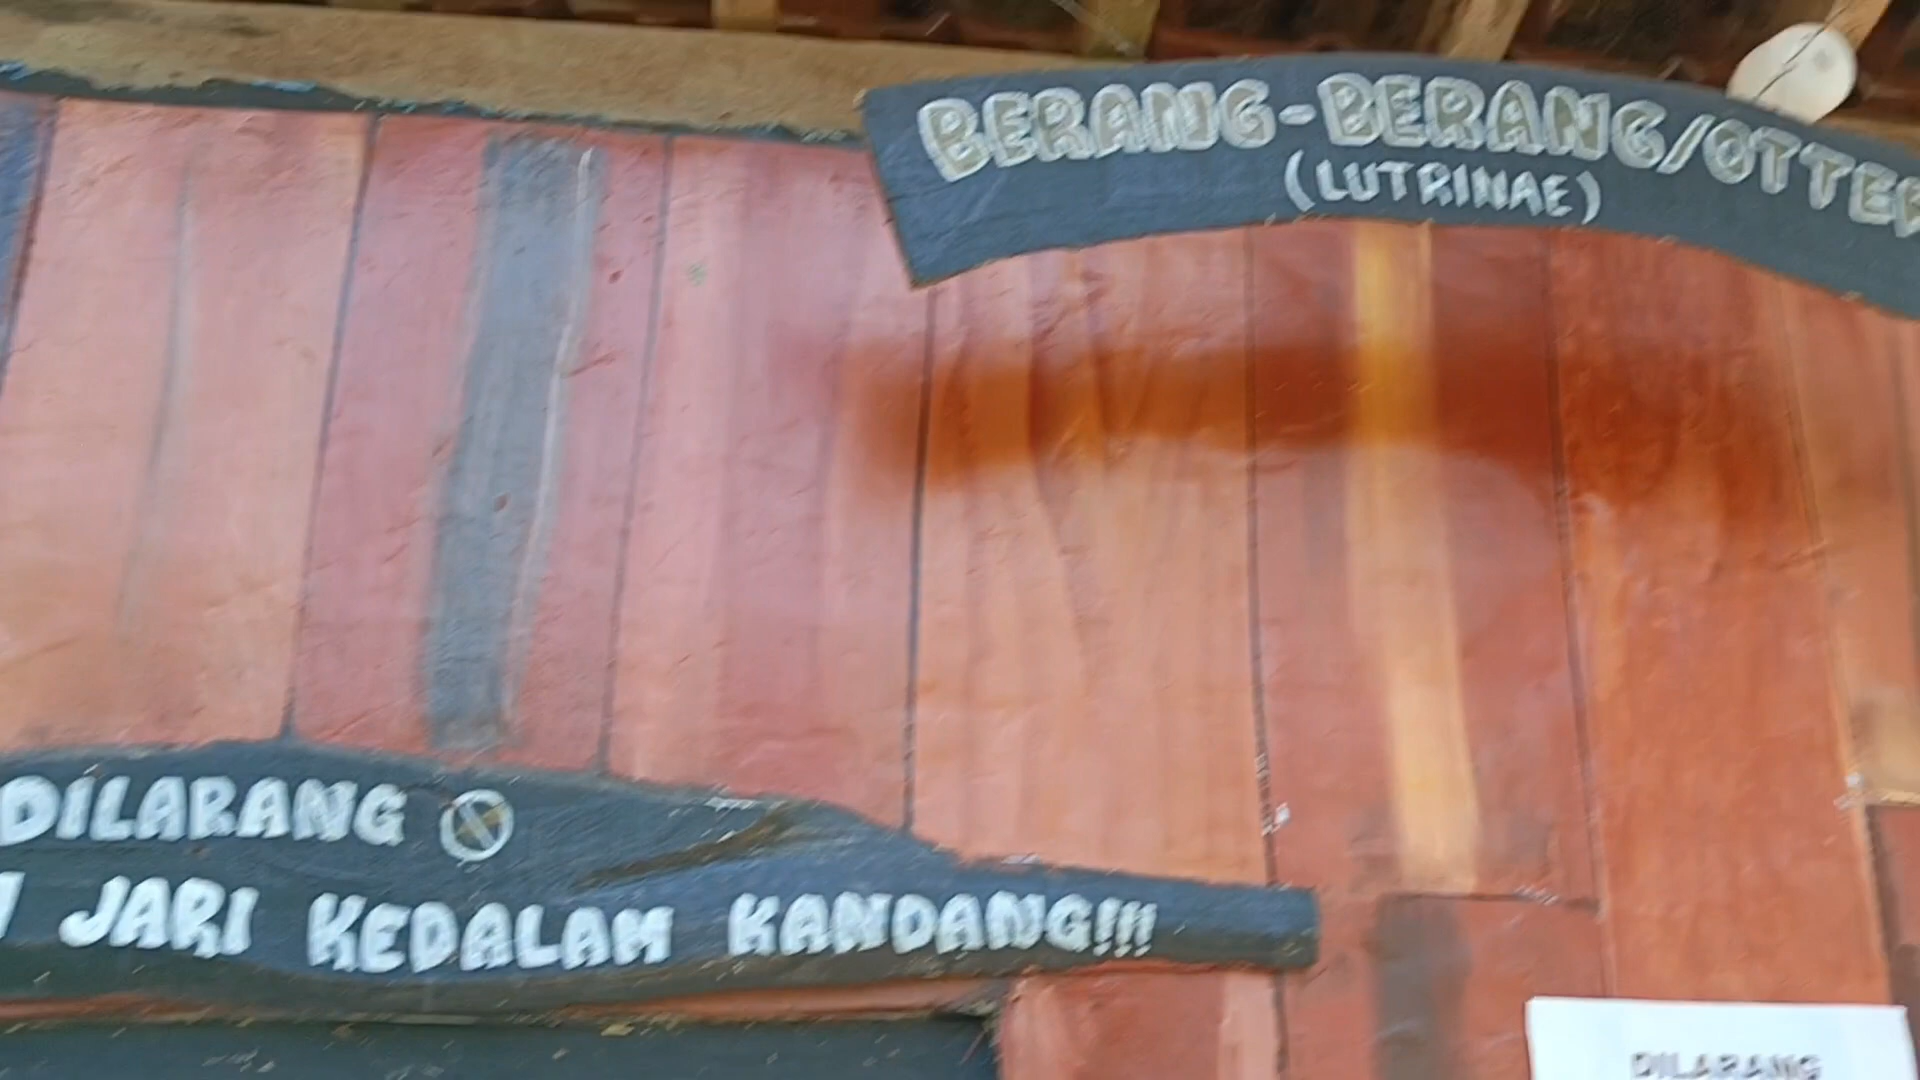 BERANG-BERANG/OTTER
(LUTRINAE)
DILARANG
JARI KEDALAM KANDANG!!!
DILARANG